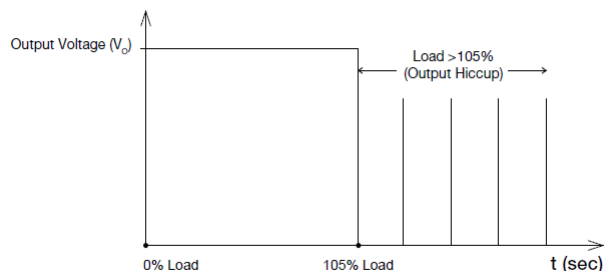 Output Voltage (Vo)
Load >105%
(Output Hiccup)
0% Load
105% Load
t (sec)